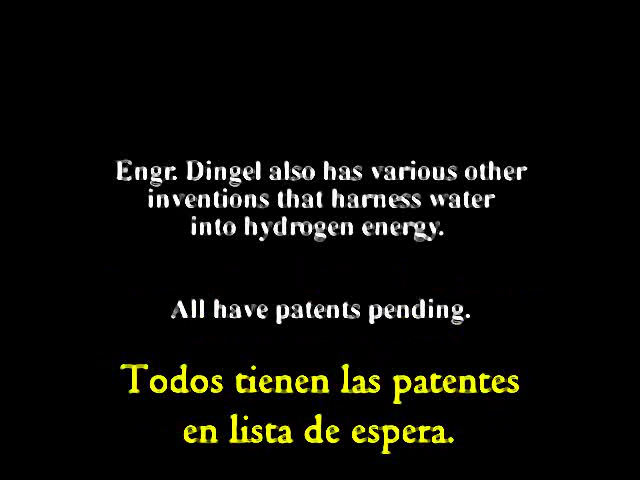 Engr. Dingel also has various other
inventions that harness water
into hydrogen energy.
All have patents pending.
Todos tienen las patentes
en lista de espera.